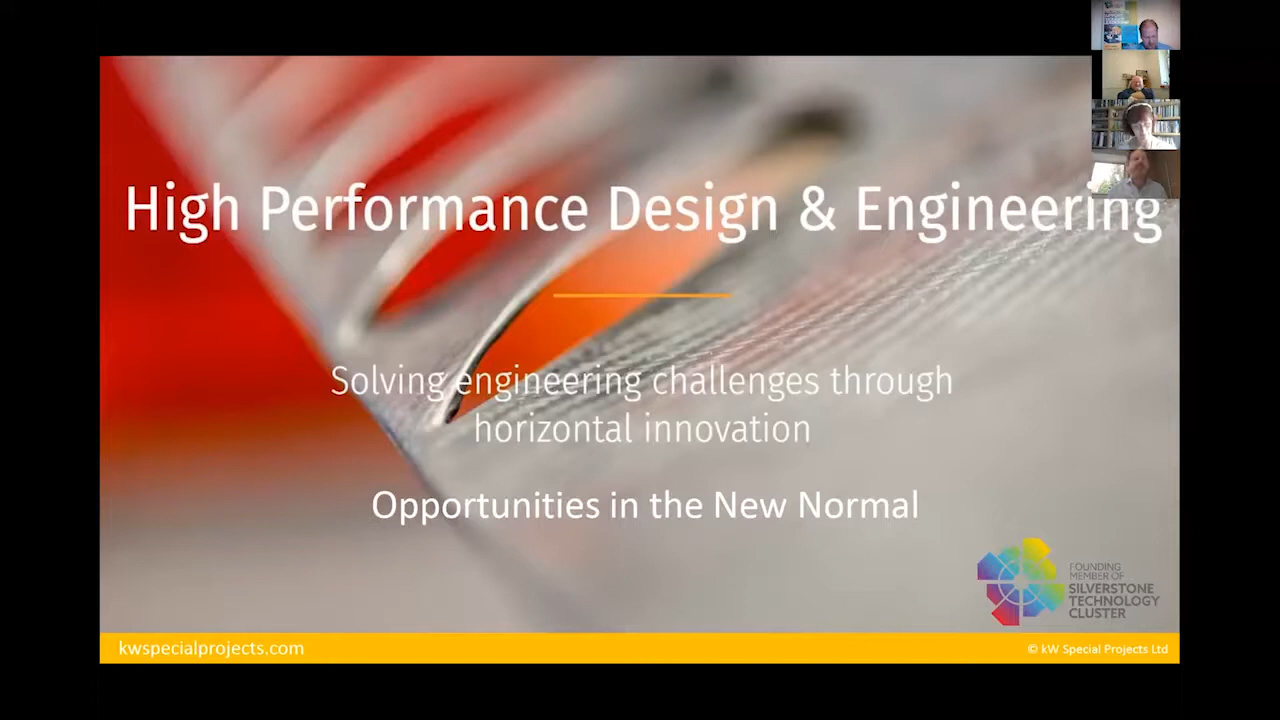 High Performance Design & Engineering
Solving engineering challenges through
horizontal innovation
Opportunities in the New Normal
FOUNDING
MEMBER OF
SILVERSTONE
TECHNOLOGY
CLUSTER
kwspecialprojects.com
© kW Special Projects Ltd